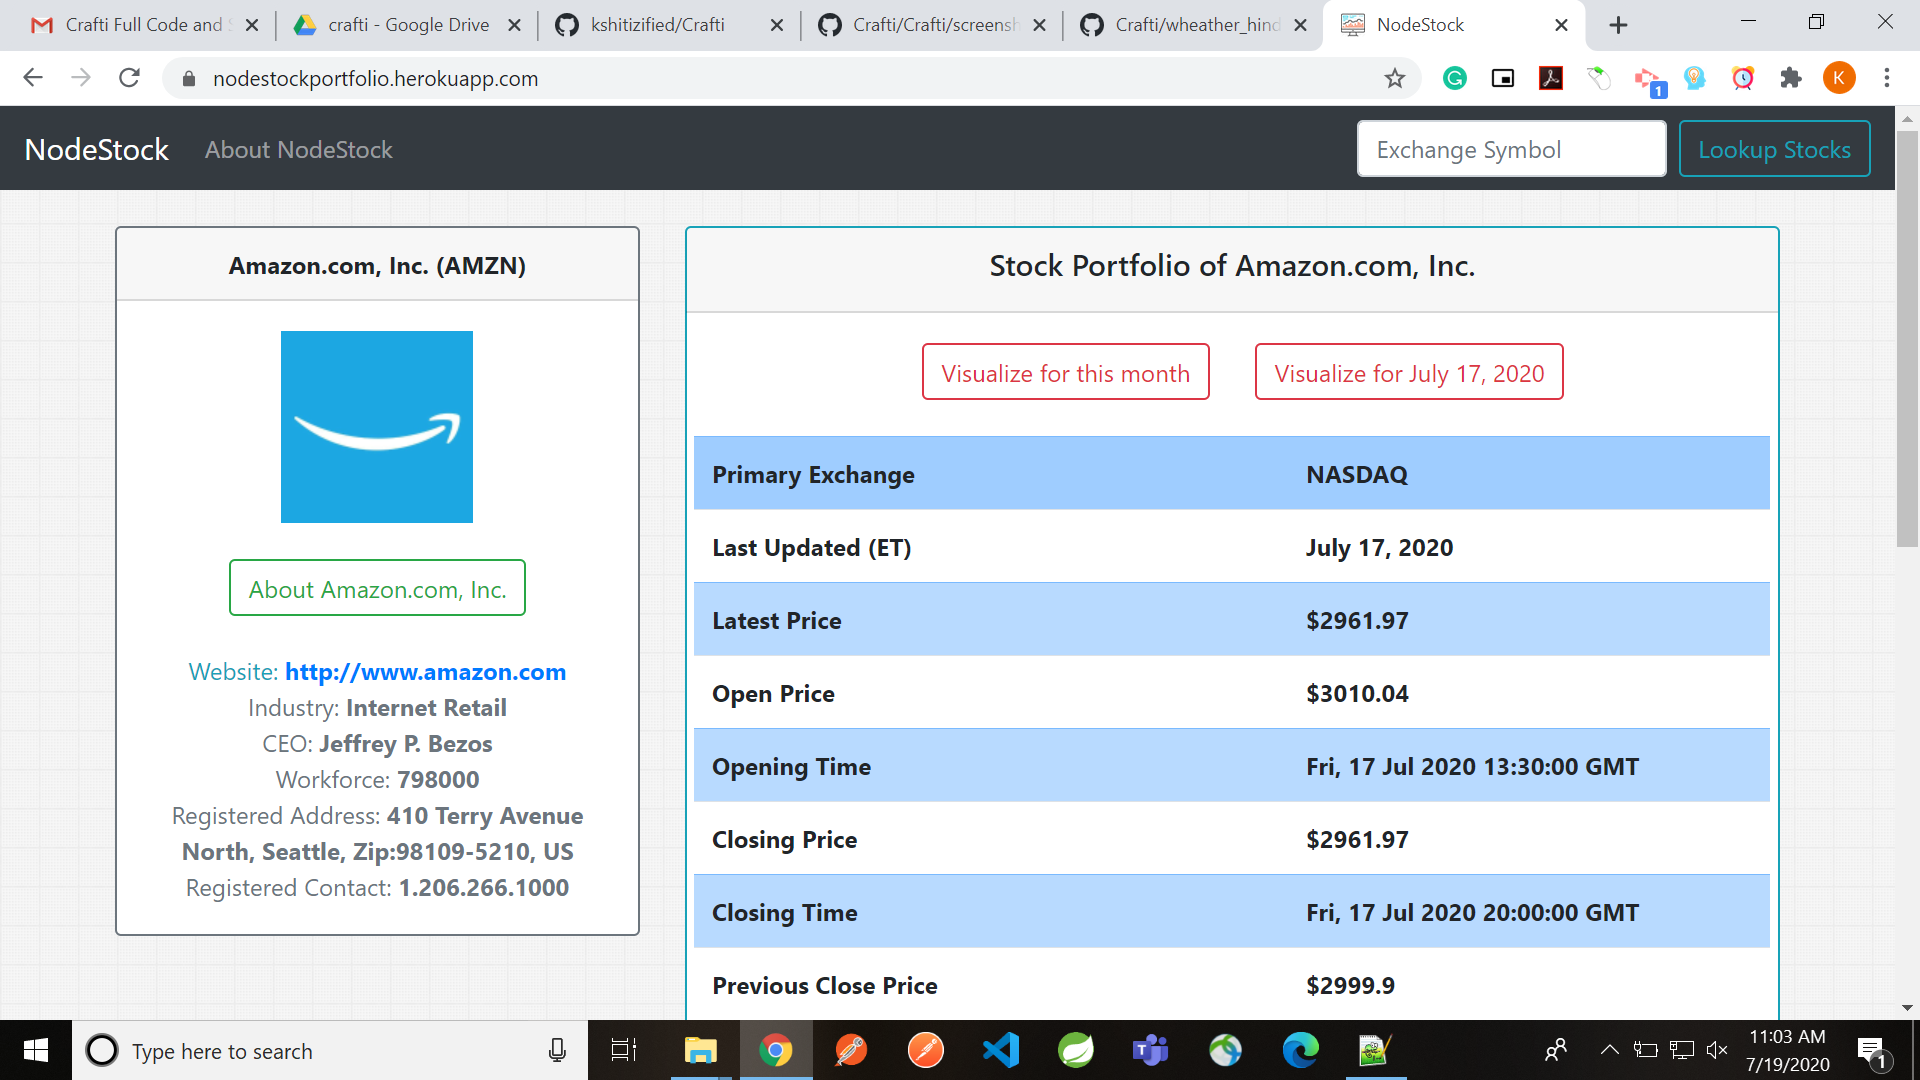 Crafti Full Code and S
crafti - Google Drive
kshitizified/Crafti
Crafti/Crafti/screensh
Crafti/wheather_hind
NodeStock
nodestockportfolio.herokuapp.com
1
K
NodeStock
About NodeStock
Exchange Symbol
Lookup Stocks
Amazon.com, Inc. (AMZN)
About Amazon.com, Inc.
Website: http://www.amazon.com
Industry: Internet Retail
CEO: Jeffrey P. Bezos
Workforce: 798000
Registered Address: 410 Terry Avenue
North, Seattle, Zip:98109-5210, US
Registered Contact: 1.206.266.1000
Stock Portfolio of Amazon.com, Inc.
Visualize for this month
Visualize for July 17, 2020
Primary Exchange NASDAQ
Last Updated (ET) July 17, 2020
Latest Price $2961.97
Open Price $3010.04
Opening Time Fri, 17 Jul 2020 13:30:00 GMT
Closing Price $2961.97
Closing Time Fri, 17 Jul 2020 20:00:00 GMT
Previous Close Price $2999.9
Type here to search
11:03 AM
7/19/2020
1